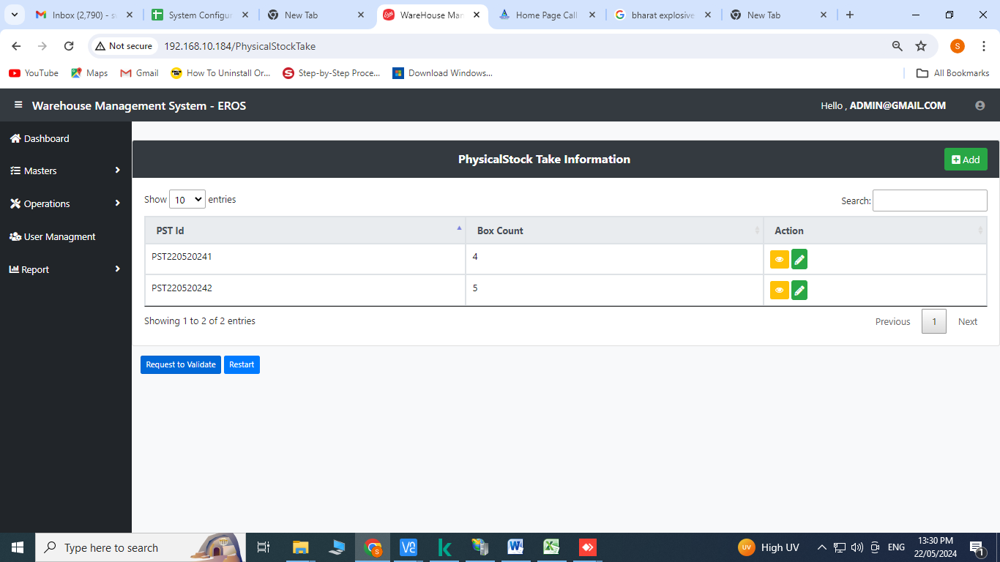 Inbox (2,790) - s
System Configur
New Tab
WareHouse Man
Home Page Call
bharat explosive
New Tab
Not secure
192.168.10.184/PhysicalStockTake
S
YouTube
Maps
Gmail
How To Uninstall Or...
Step-by-Step Proce...
Download Windows...
All Bookmarks
Warehouse Management System - EROS
Hello , ADMIN@GMAIL.COM
Dashboard
Masters
Operations
User Managment
Report
PhysicalStock Take Information
Add
Show 10 entries
Search:
PST Id Box Count Action
PST220520241 4
PST220520242 5
Showing 1 to 2 of 2 entries
Previous 1 Next
Request to Validate Restart
Type here to search
UV High UV
ENG
13:30 PM
22/05/2024
1